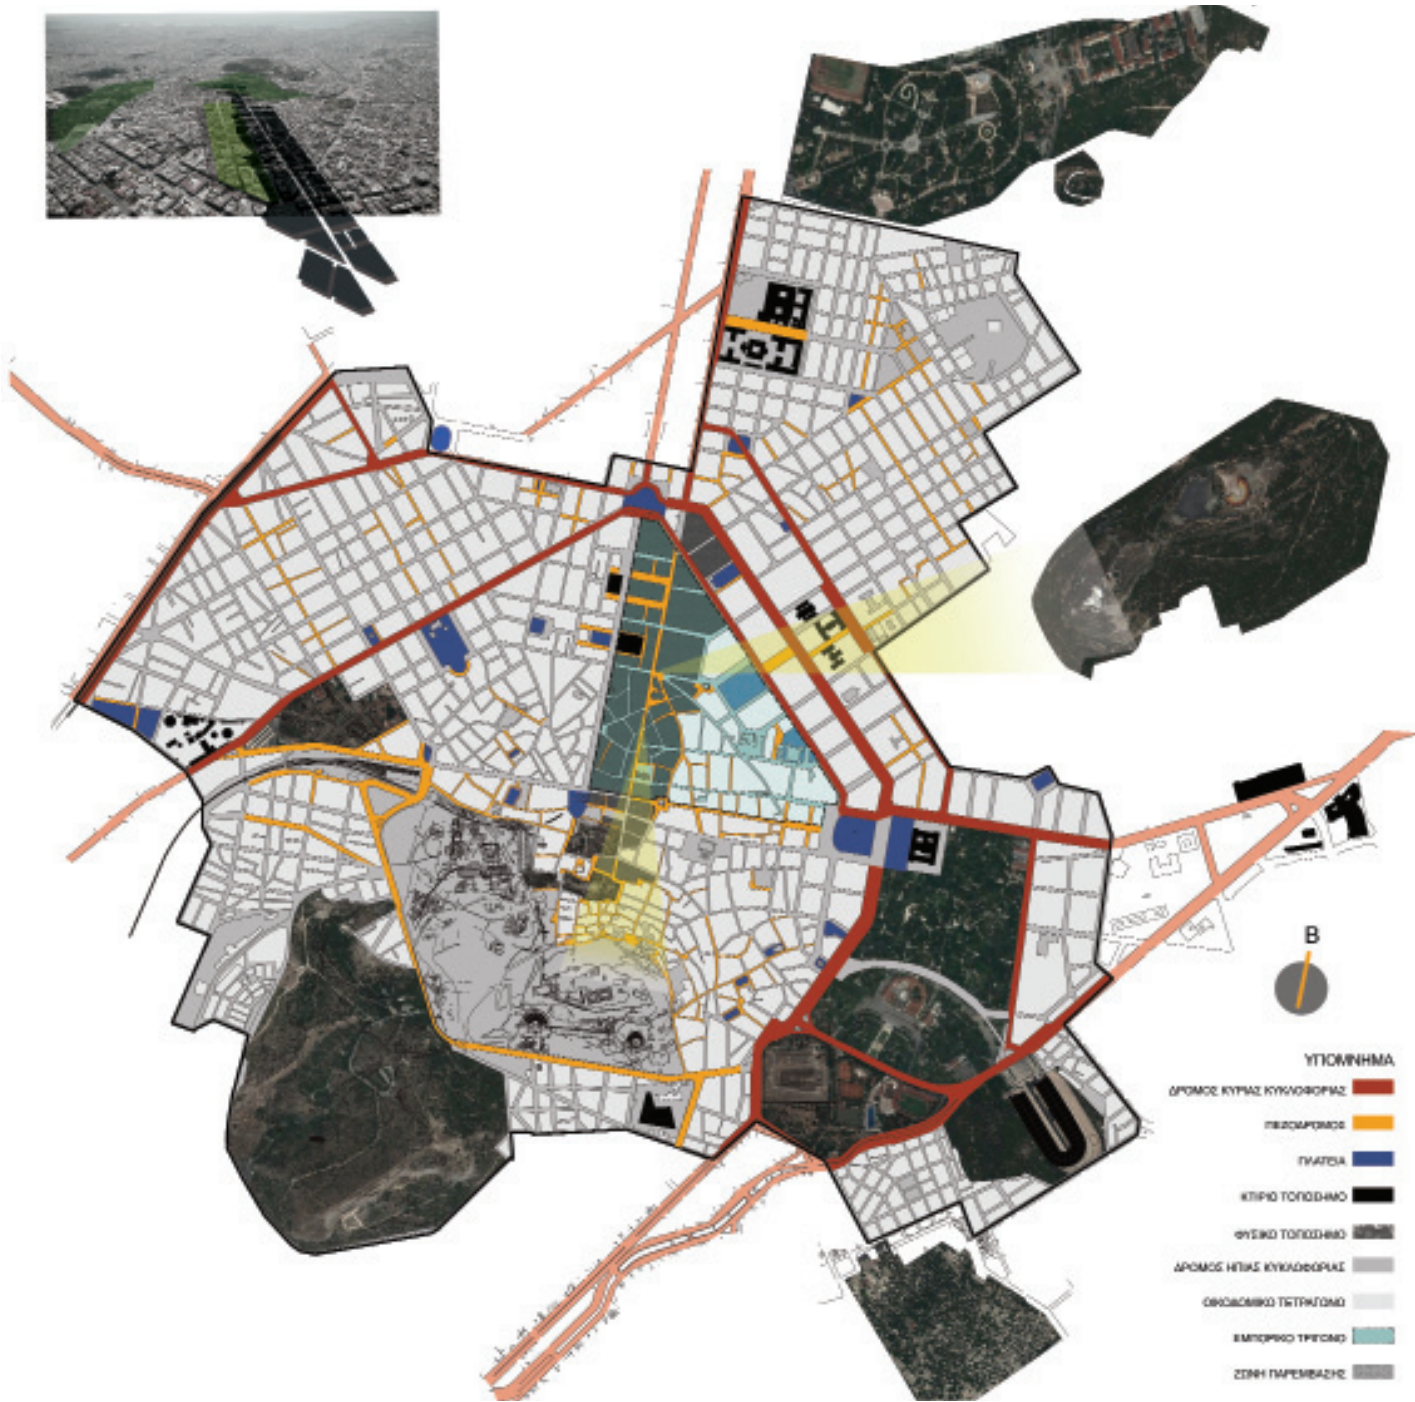 Β
ΥΠΟΜΝΗΜΑ
ΔΡΟΜΟΣ ΚΥΡΙΑΣ ΚΥΚΛΟΦΟΡΙΑΣ
ΠΕΖΟΔΡΟΜΟΣ
ΠΛΑΤΕΙΑ
ΚΤΙΡΙΟ ΤΟΠΟΣΗΜΟ
ΦΥΣΙΚΟ ΤΟΠΟΣΗΜΟ
ΔΡΟΜΟΣ ΗΠΙΑΣ ΚΥΚΛΟΦΟΡΙΑΣ
ΟΙΚΟΔΟΜΙΚΟ ΤΕΤΡΑΓΩΝΟ
ΕΜΠΟΡΙΚΟ ΤΡΙΓΩΝΟ
ΖΩΝΗ ΠΑΡΕΜΒΑΣΗΣ